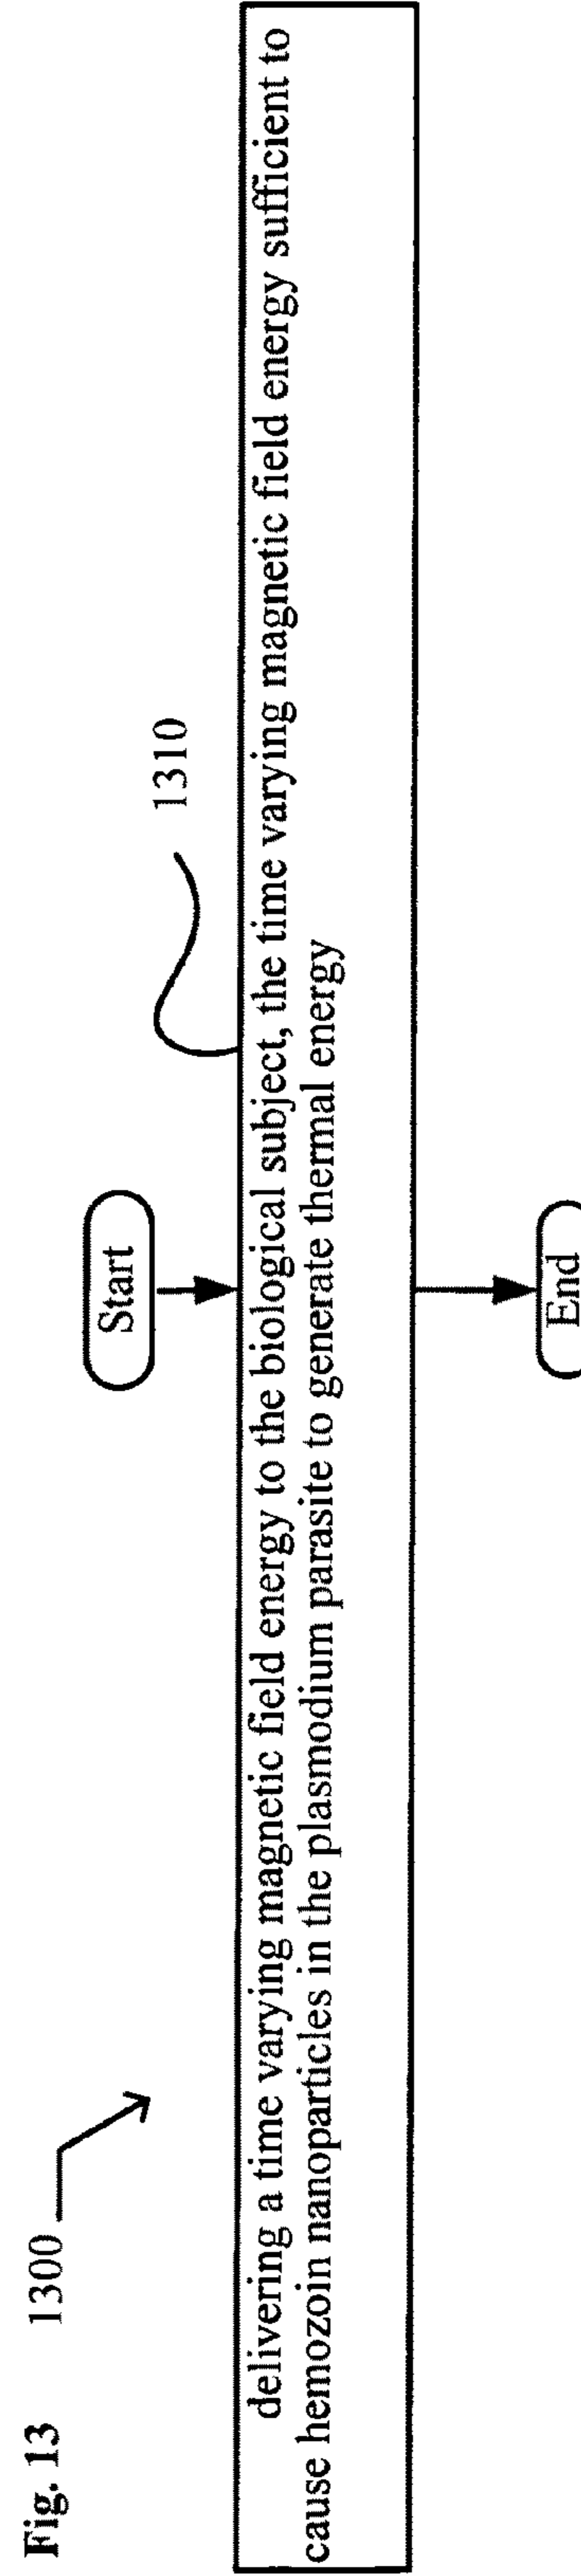 Fig. 13
1300
Start
1310
delivering a time varying magnetic field energy to the biological subject, the time varying magnetic field energy sufficient to
cause hemozoin nanoparticles in the plasmodium parasite to generate thermal energy
End